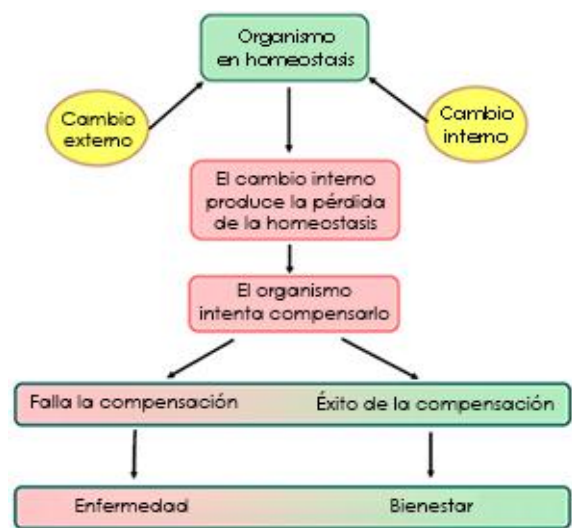 Organismo
en homeostasis
Cambio
externo
Cambio
interno
El cambio interno
produce la pérdida
de la homeostasis
El organismo
intenta compensarlo
Falla la compensación
Éxito de la compensación
Enfermedad
Bienestar